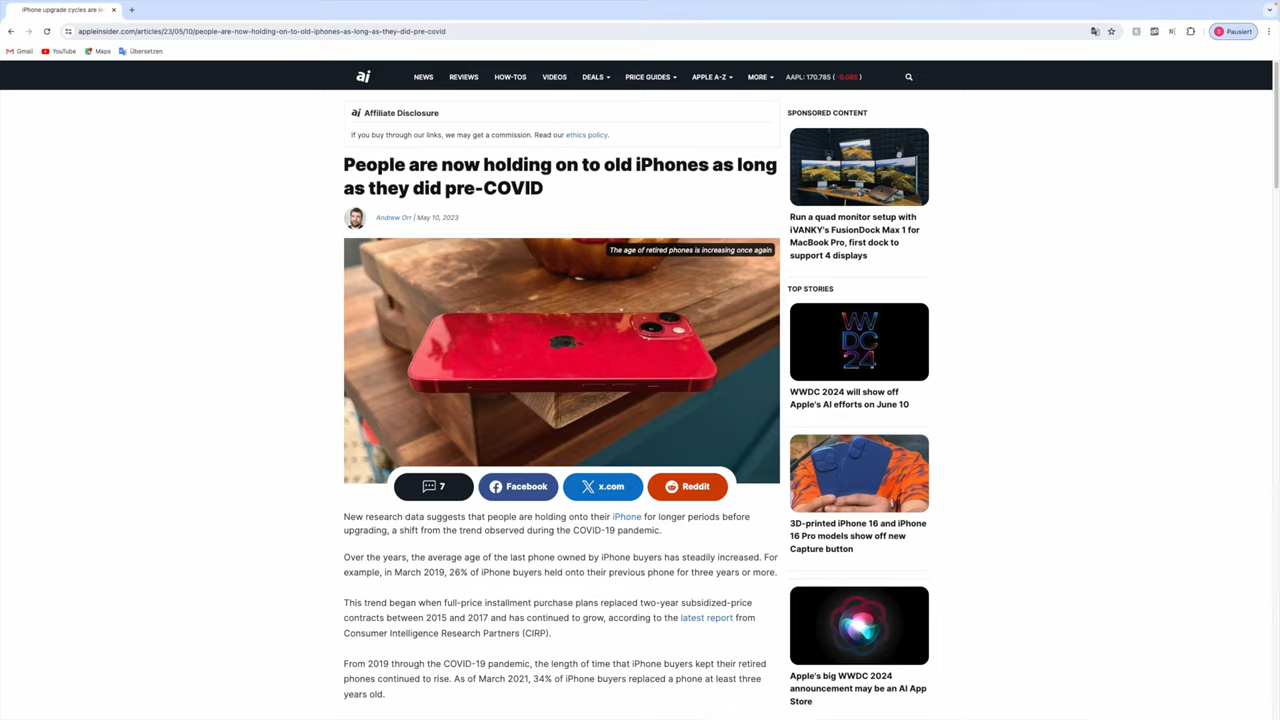 iPhone upgrade cycles are le
appleinsider.com/articles/23/05/10/people-are-now-holding-on-to-old-iphones-as-long-as-they-did-pre-covid
Pausiert
Gmail YouTube Maps Übersetzen
ai NEWS REVIEWS HOW-TOS VIDEOS DEALS PRICE GUIDES APPLE A-Z MORE AAPL: 170.785 ( -0.065 )
ai Affiliate Disclosure
If you buy through our links, we may get a commission. Read our ethics policy.
People are now holding on to old iPhones as long
as they did pre-COVID
Andrew Orr | May 10, 2023
The age of retired phones is increasing once again
7 Facebook x.com Reddit
New research data suggests that people are holding onto their iPhone for longer periods before
upgrading, a shift from the trend observed during the COVID-19 pandemic.
Over the years, the average age of the last phone owned by iPhone buyers has steadily increased. For
example, in March 2019, 26% of iPhone buyers held onto their previous phone for three years or more.
This trend began when full-price installment purchase plans replaced two-year subsidized-price
contracts between 2015 and 2017 and has continued to grow, according to the latest report from
Consumer Intelligence Research Partners (CIRP).
From 2019 through the COVID-19 pandemic, the length of time that iPhone buyers kept their retired
phones continued to rise. As of March 2021, 34% of iPhone buyers replaced a phone at least three
years old.
SPONSORED CONTENT
Run a quad monitor setup with
iVANKY's FusionDock Max 1 for
MacBook Pro, first dock to
support 4 displays
TOP STORIES
WW
DC
24
WWDC 2024 will show off
Apple's AI efforts on June 10
3D-printed iPhone 16 and iPhone
16 Pro models show off new
Capture button
Apple's big WWDC 2024
announcement may be an AI App
Store